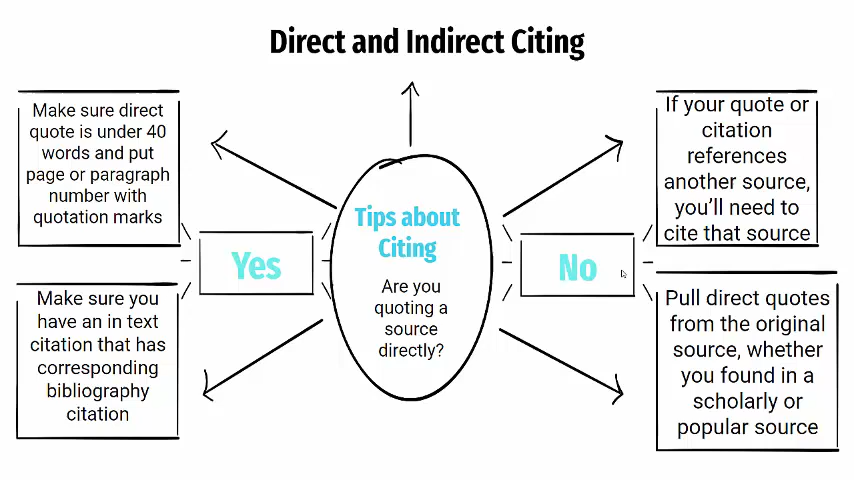 Direct and Indirect Citing
Make sure direct
quote is under 40
words and put
page or paragraph
number with
quotation marks
Yes
Make sure you
have an in text
citation that has
corresponding
bibliography
citation
Tips about
Citing
Are you
quoting a
source
directly?
If your quote or
citation
references
another source,
you’ll need to
cite that source
No
Pull direct quotes
from the original
source, whether
you found in a
scholarly or
popular source